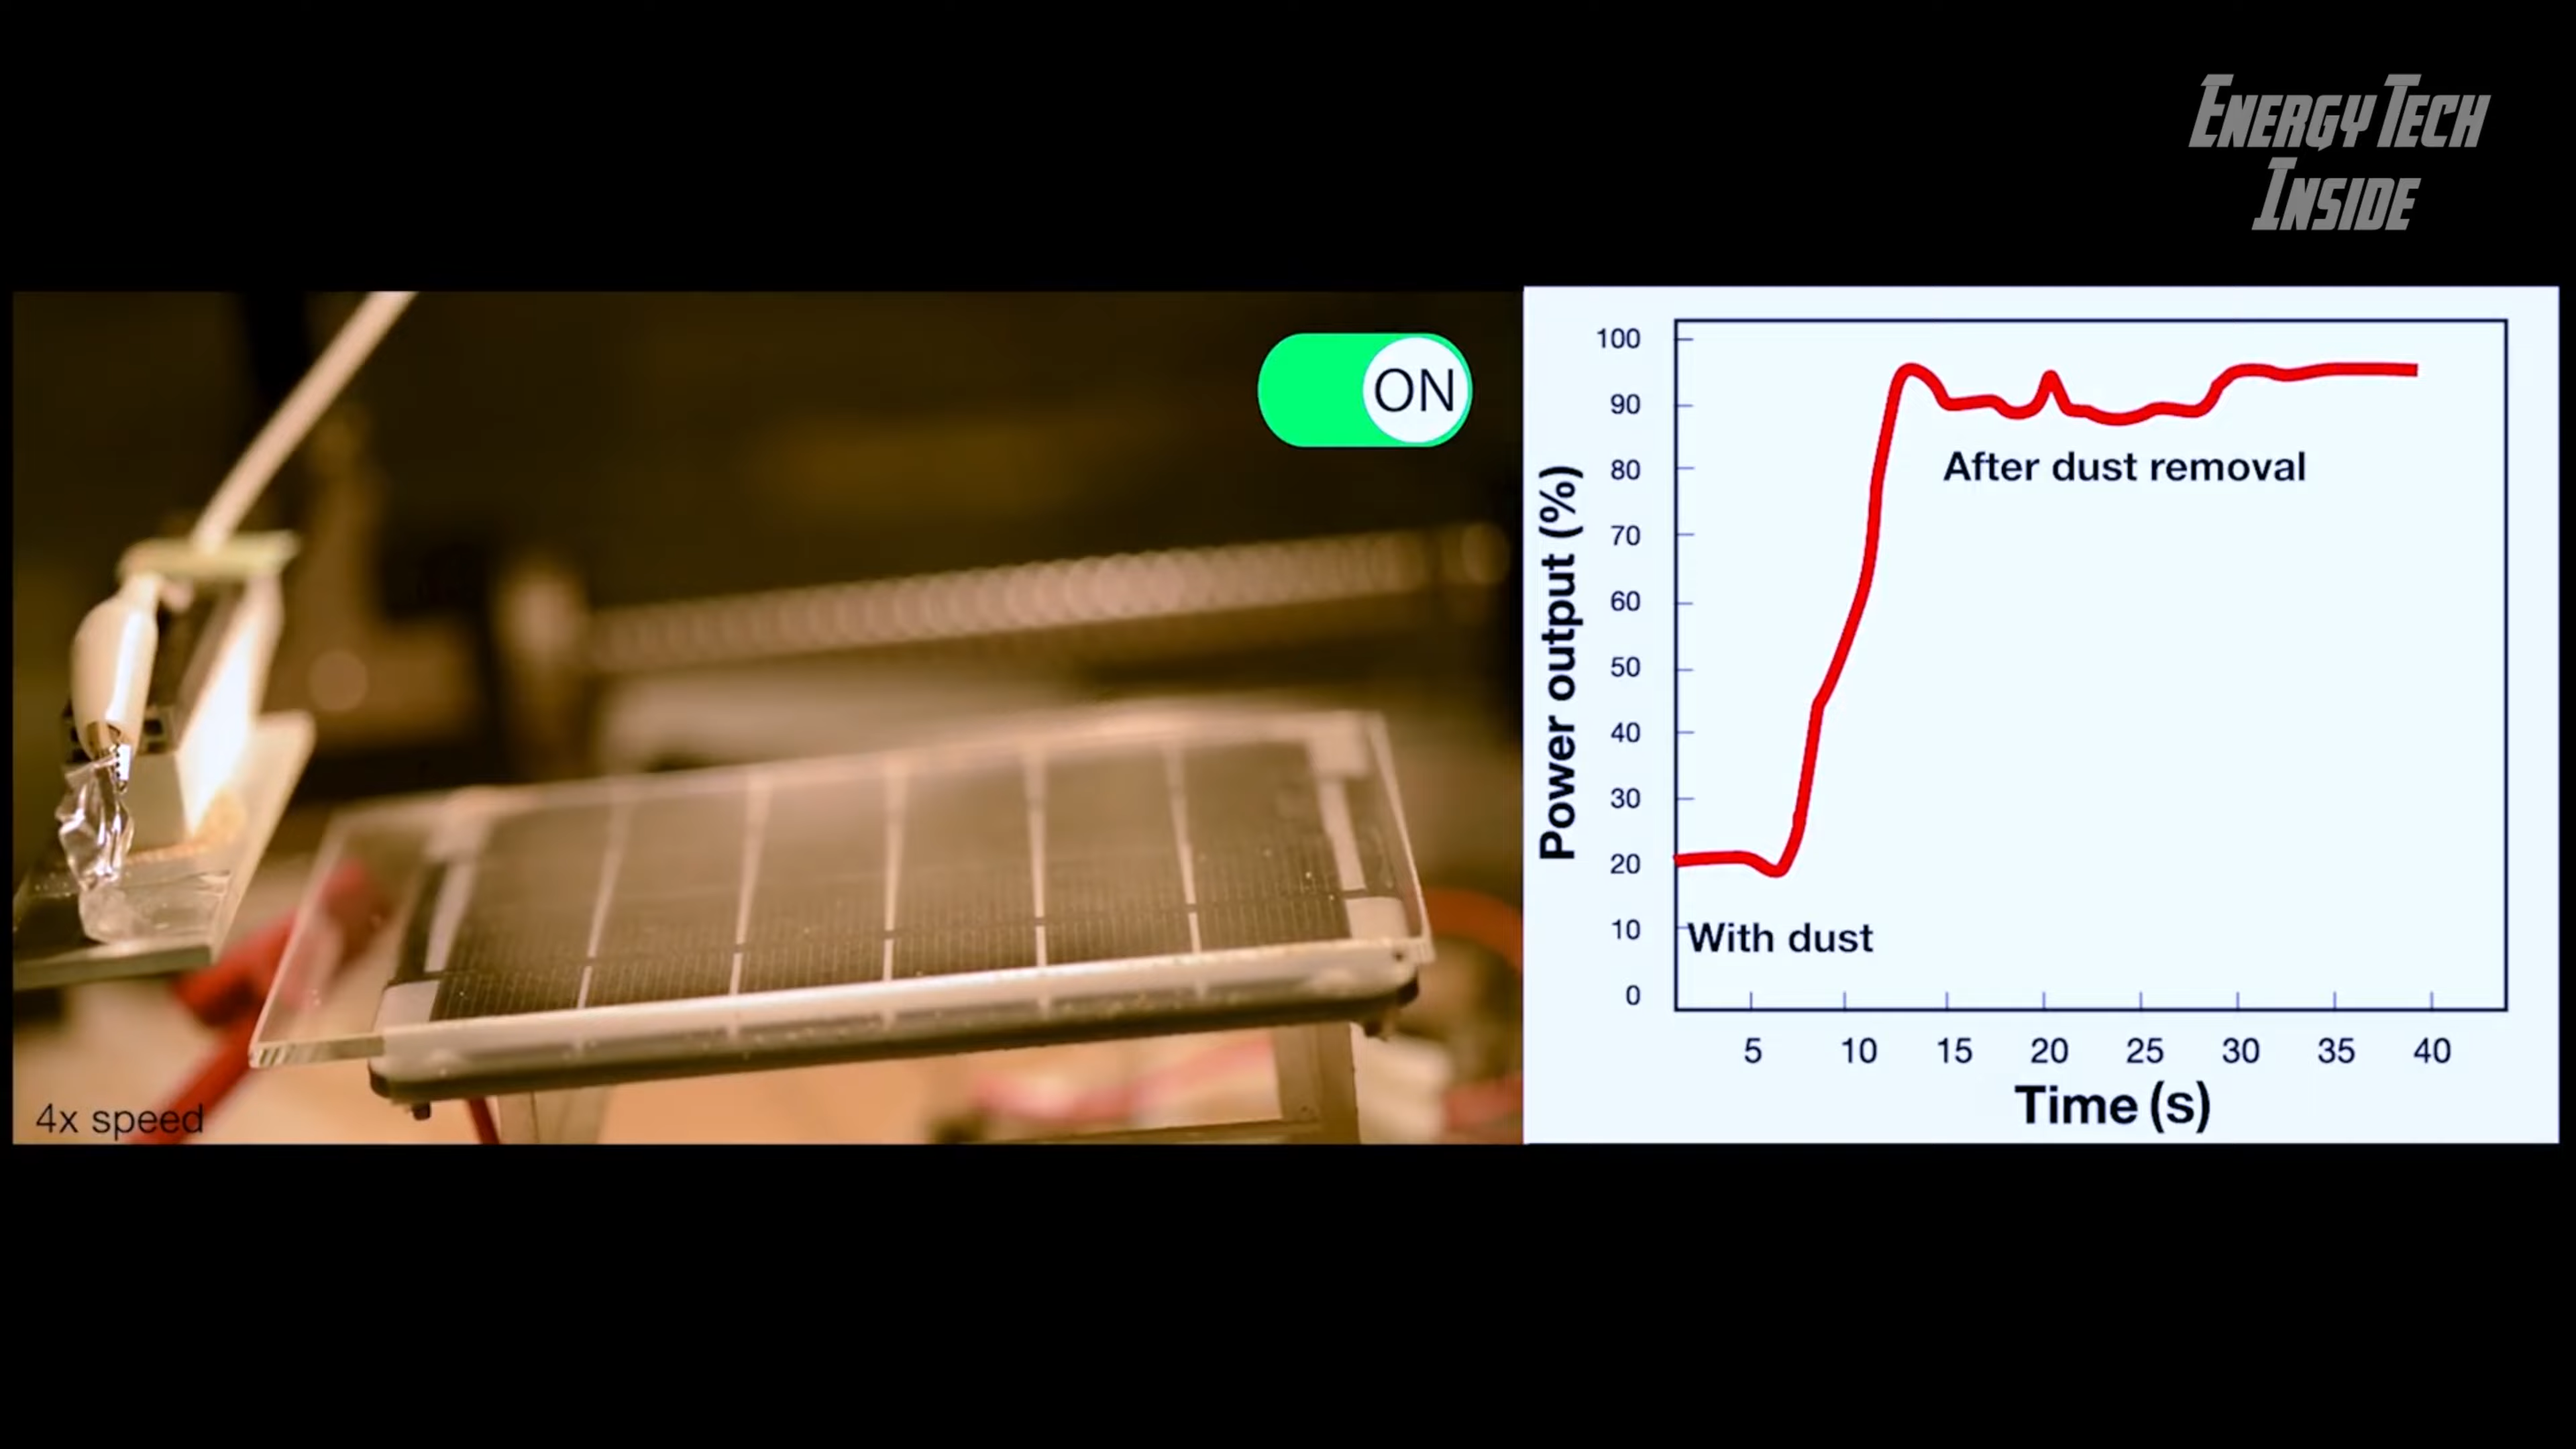 ENERGY TECH
INSIDE
ON
4x speed
Power output (%)
100
90
80
70
60
50
40
30
20
10
0
After dust removal
With dust
5 10 15 20 25 30 35 40
Time (s)